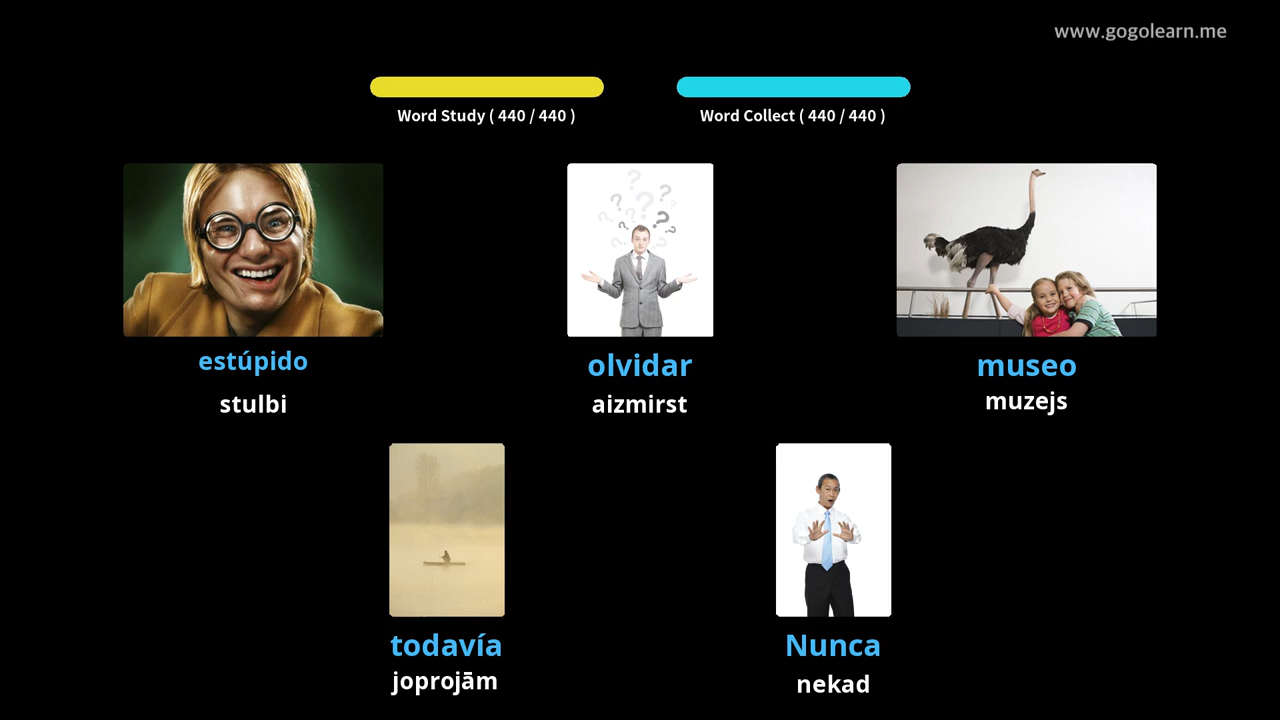 www.gogolearn.me
Word Study ( 440 / 440 )
Word Collect ( 440 / 440 )
estúpido
stulbi
olvidar
aizmirst
museo
muzejs
todavía
joprojām
Nunca
nekad